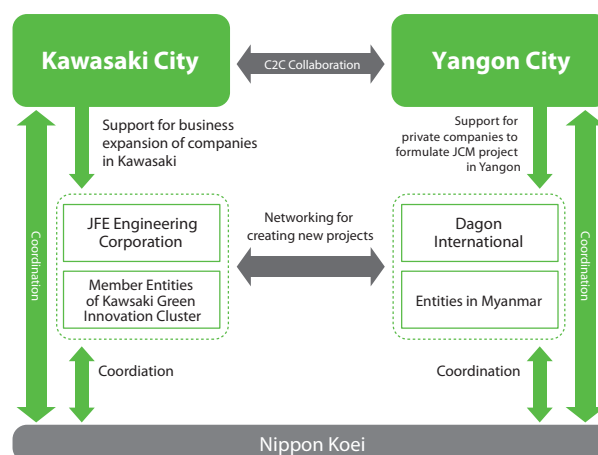 Kawasaki City
C2C Collaboration
Yangon City
Support for business
expansion of companies
in Kawasaki
Support for
private companies to
formulate JCM project
in Yangon
Coordination
JFE Engineering
Corporation
Member Entities
of Kawsaki Green
Innovation Cluster
Networking for
creating new projects
Dagon
International
Entities in Myanmar
Coordination
Coordiation
Coordination
Nippon Koei